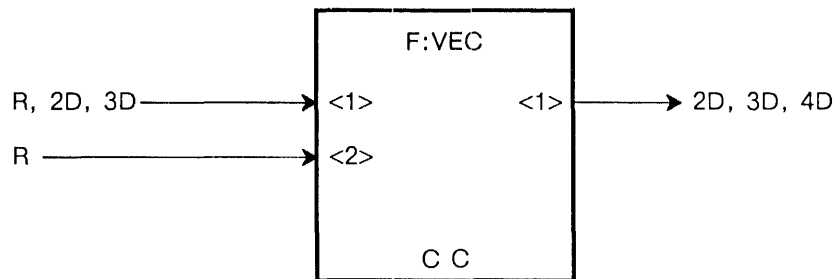 F:VEC
R, 2D, 3D <1> <1> 2D, 3D, 4D
R <2>
C C